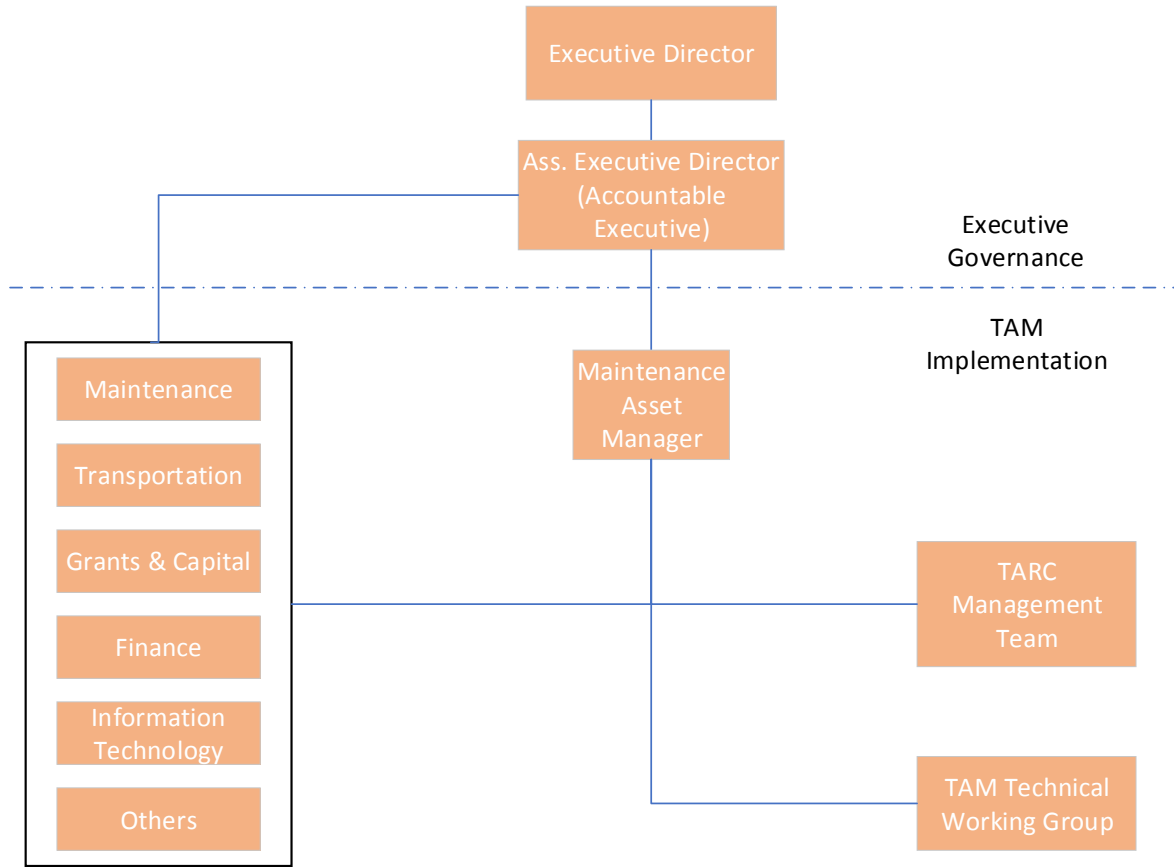 Executive Director
Ass. Executive Director
(Accountable
Executive)
Executive
Governance
TAM
Implementation
Maintenance
Asset
Manager
Maintenance
Transportation
Grants & Capital
Finance
Information
Technology
Others
TARC
Management
Team
TAM Technical
Working Group